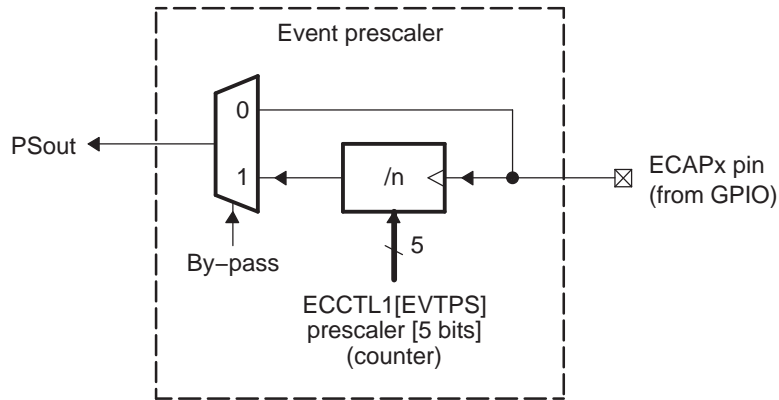 Event prescaler
0
PSout
ECAPx pin
(from GPIO)
1
/n
By−pass
5
ECCTL1[EVTPS]
prescaler [5 bits]
(counter)